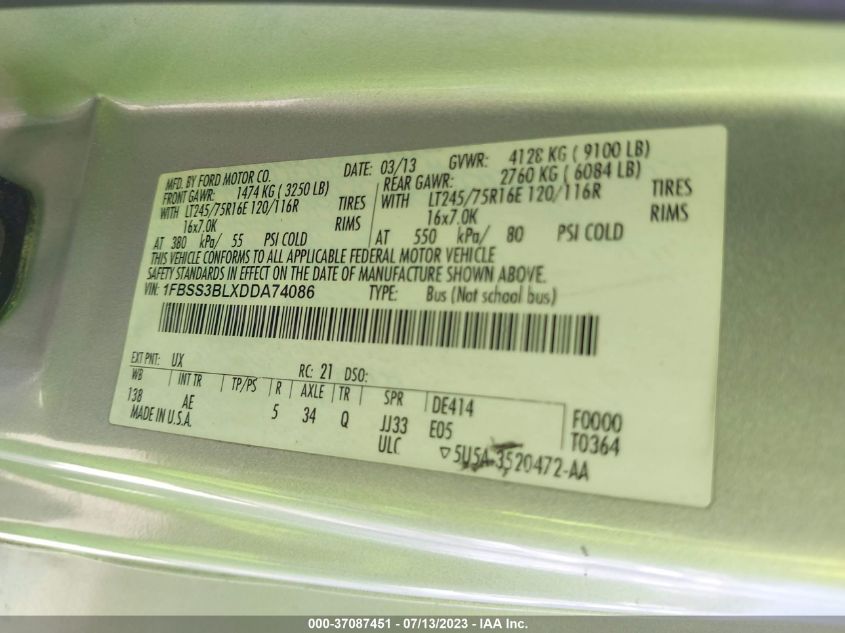 MFD. BY FORD MOTOR CO. DATE: 03/13 GVWR: 4128 KG ( 9100 LB)
FRONT GAWR: 1474 KG ( 3250 LB) REAR GAWR: 2760 KG ( 6084 LB)
WITH LT245/75R16E 120/116R TIRES WITH LT245/75R16E 120/116R TIRES
16x7.0K RIMS 16x7.0K RIMS
AT 380 kPa/ 55 PSI COLD AT 550 kPa/ 80 PSI COLD
THIS VEHICLE CONFORMS TO ALL APPLICABLE FEDERAL MOTOR VEHICLE
SAFETY STANDARDS IN EFFECT ON THE DATE OF MANUFACTURE SHOWN ABOVE.
VIN: 1FBSS3BLXDDA74086 TYPE: Bus (Not school bus)
EXT PNT: UX RC: 21 DSO:
WB INT TR TP/PS R AXLE TR SPR DE414 F0000
138 AE 5 34 Q JJ33 E05 T0364
MADE IN U.S.A. ULC ▽5U5A-3520472-AA
000-37087451 - 07/13/2023 - IAA Inc.